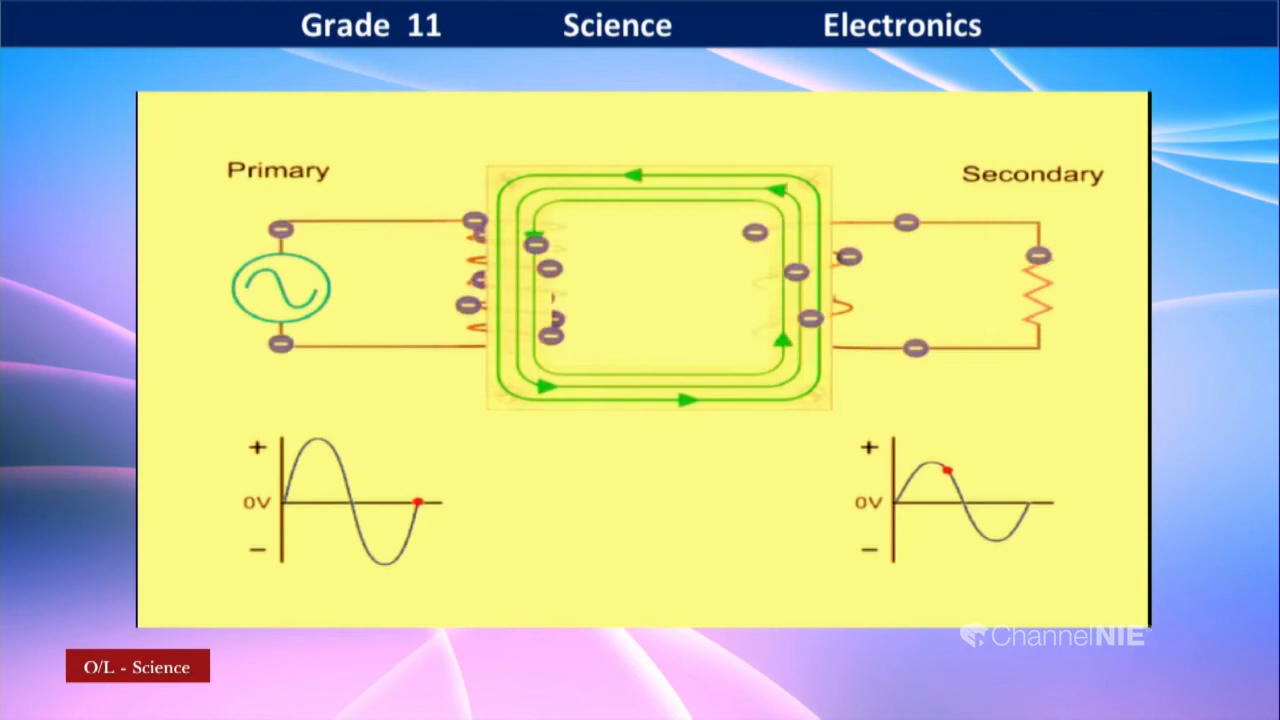 Grade 11 Science Electronics
Primary
Secondary
+
0V
−
+
0V
−
ChannelNIE
O/L - Science